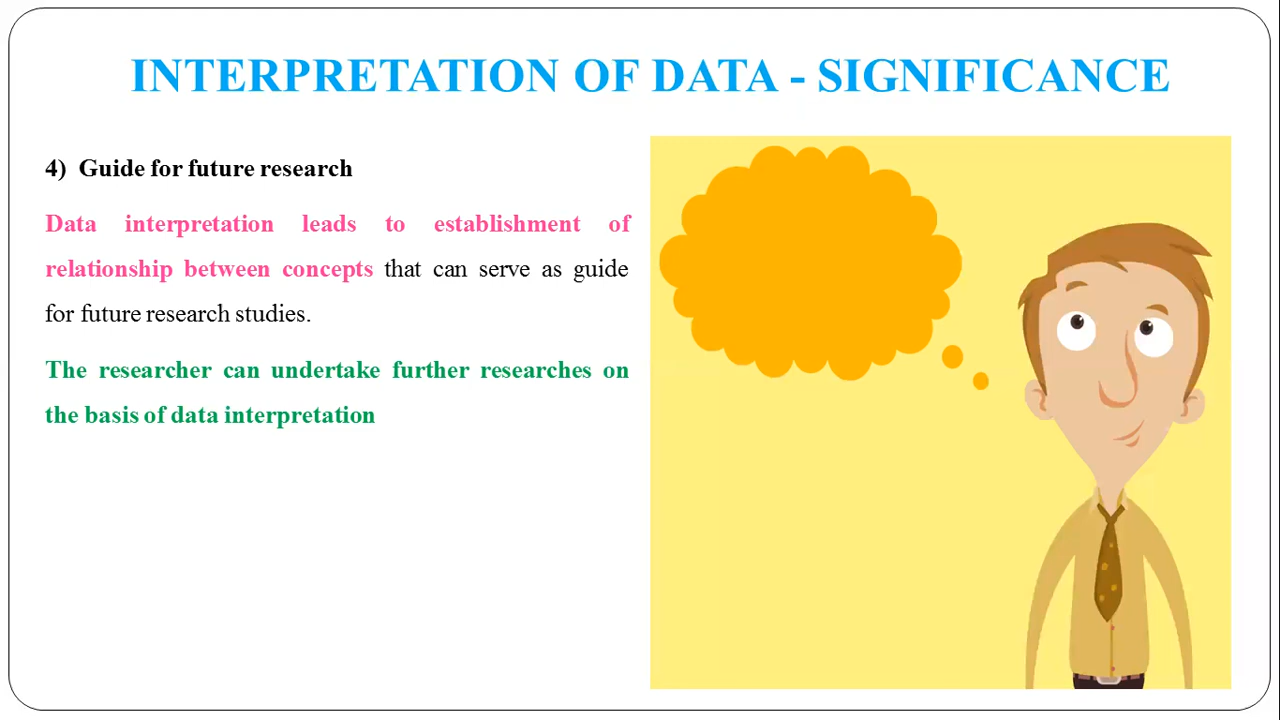 INTERPRETATION OF DATA - SIGNIFICANCE
4) Guide for future research
Data interpretation leads to establishment of
relationship between concepts that can serve as guide
for future research studies.
The researcher can undertake further researches on
the basis of data interpretation